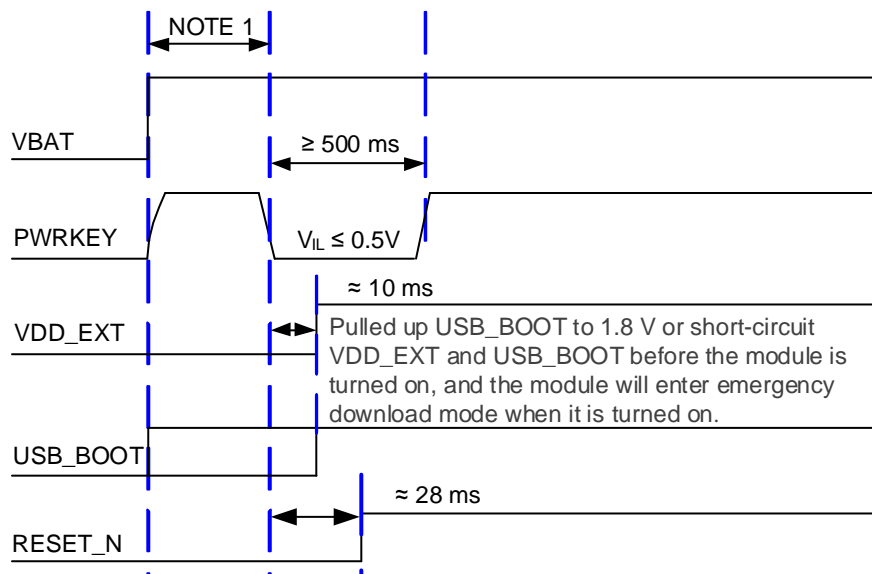 NOTE 1
VBAT
≥ 500 ms
PWRKEY
VIL ≤ 0.5V
≈ 10 ms
VDD_EXT
Pulled up USB_BOOT to 1.8 V or short-circuit
VDD_EXT and USB_BOOT before the module is
turned on, and the module will enter emergency
download mode when it is turned on.
USB_BOOT
≈ 28 ms
RESET_N